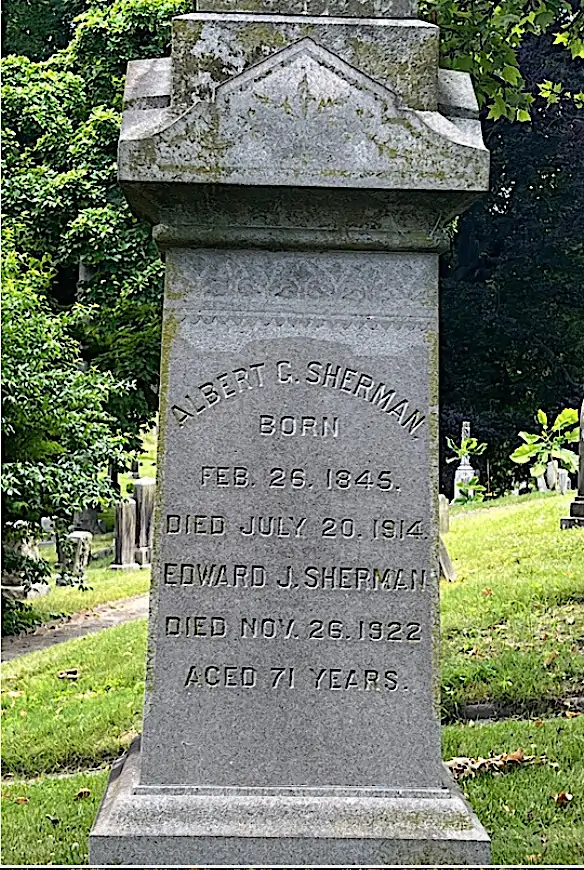 ALBERT G. SHERMAN.
BORN
FEB. 26. 1845.
DIED JULY 20. 1914.
EDWARD J. SHERMAN
DIED NOV. 26. 1922
AGED 71 YEARS.